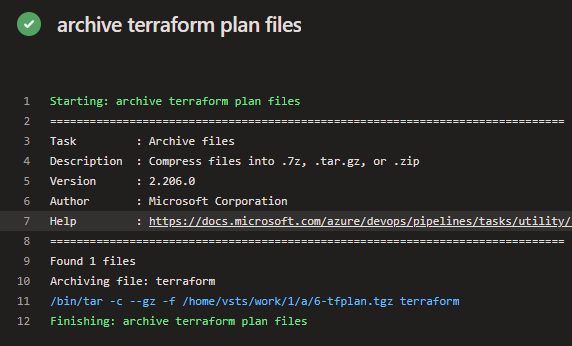 archive terraform plan files
1 Starting: archive terraform plan files
2 ==============================================================================
3 Task         : Archive files
4 Description  : Compress files into .7z, .tar.gz, or .zip
5 Version      : 2.206.0
6 Author       : Microsoft Corporation
7 Help         : https://docs.microsoft.com/azure/devops/pipelines/tasks/utility/
8 ==============================================================================
9 Found 1 files
10 Archiving file: terraform
11 /bin/tar -c --gz -f /home/vsts/work/1/a/6-tfplan.tgz terraform
12 Finishing: archive terraform plan files